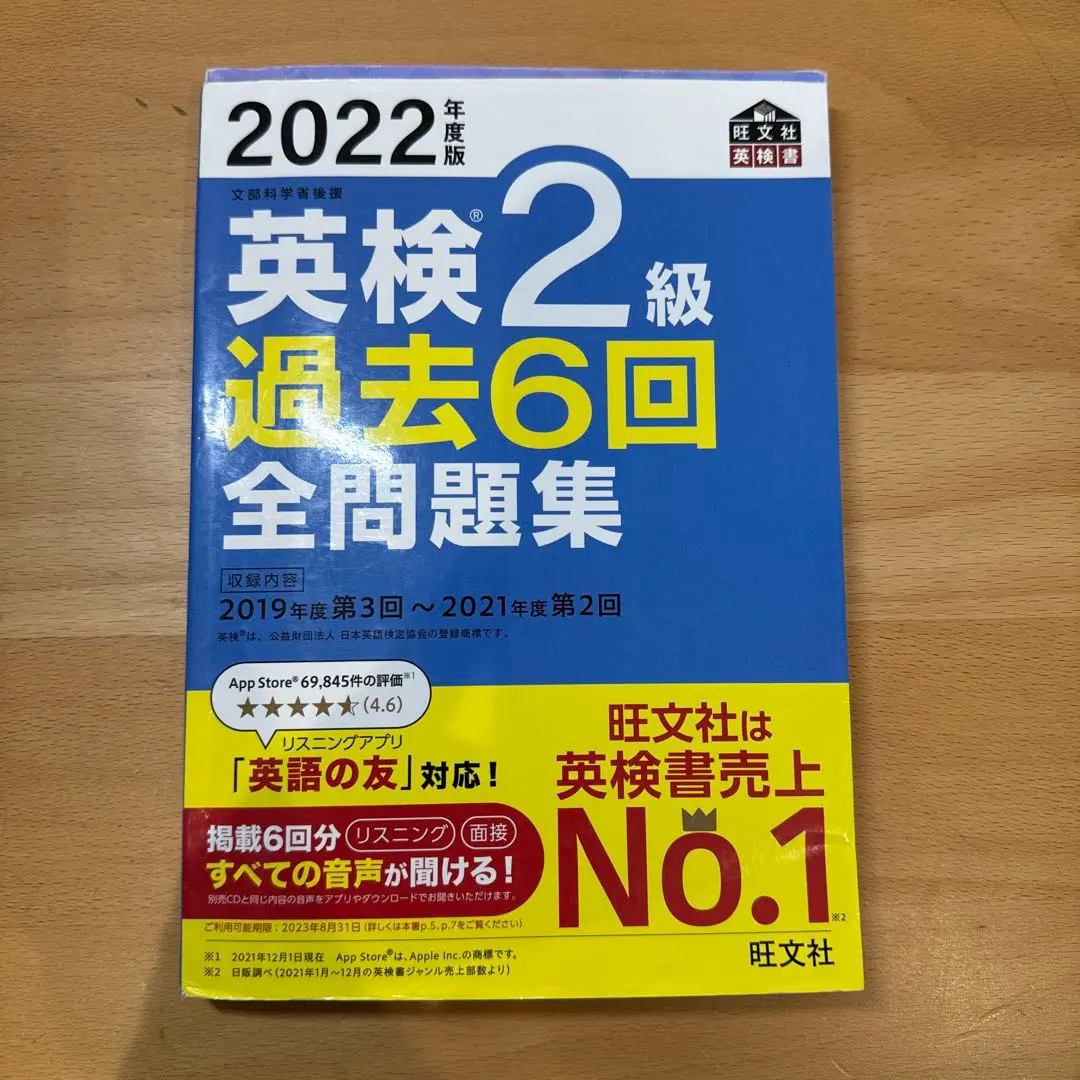 2022年度版
旺文社
英検書
文部科学省後援
英検®2級
過去6回
全問題集
収録内容
2019年度第3回～2021年度第2回
英検®は、公益財団法人 日本英語検定協会の登録商標です。
App Store® 69,845件の評価※1
★★★★⯪(4.6)
リスニングアプリ
「英語の友」対応！
掲載6回分 リスニング 面接
すべての音声が聞ける！
別売CDと同じ内容の音声をアプリやダウンロードでお聞きいただけます。
ご利用可能期限：2023年8月31日（詳しくは本書p.5、p.7をご覧ください）
旺文社は
英検書売上
No.1※2
※1 2021年12月1日現在 App Store®は、Apple Inc.の商標です。
※2 日販調べ（2021年1月～12月の英検書ジャンル売上部数より）
旺文社